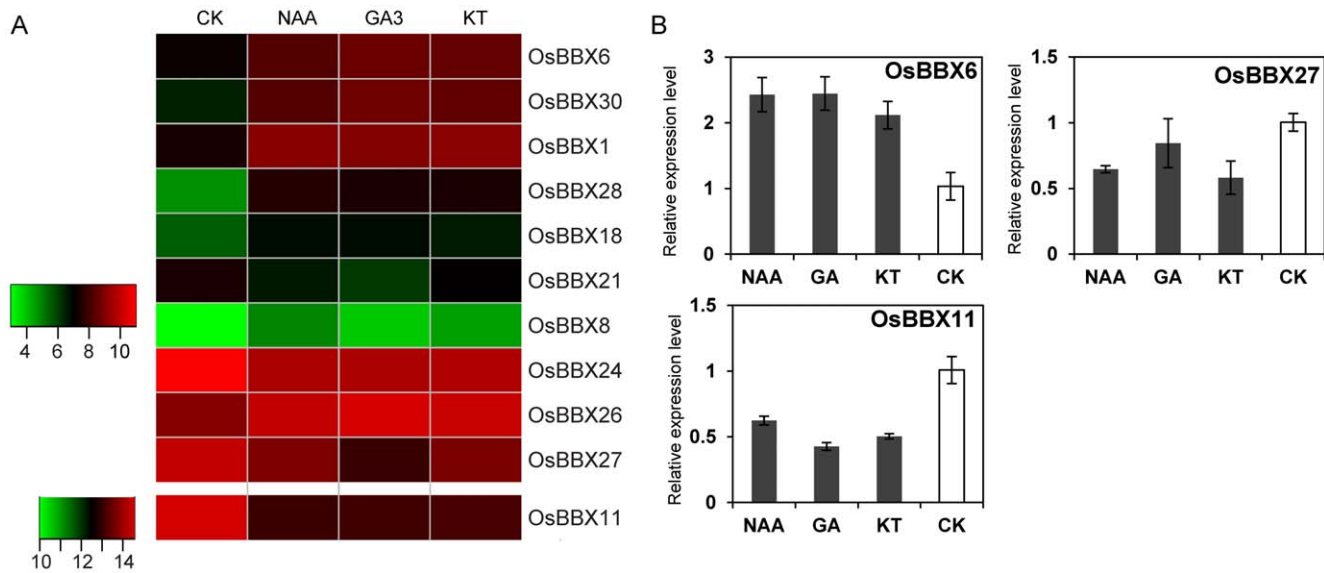 A
CK NAA GA3 KT
OsBBX6
OsBBX30
OsBBX1
OsBBX28
OsBBX18
OsBBX21
OsBBX8
OsBBX24
OsBBX26
OsBBX27
OsBBX11
4 6 8 10
10 12 14
B
OsBBX6
Relative expression level
3
2
1
0
NAA GA KT CK
OsBBX27
Relative expression level
1.5
1
0.5
0
NAA GA KT CK
OsBBX11
Relative expression level
1.5
1
0.5
0
NAA GA KT CK